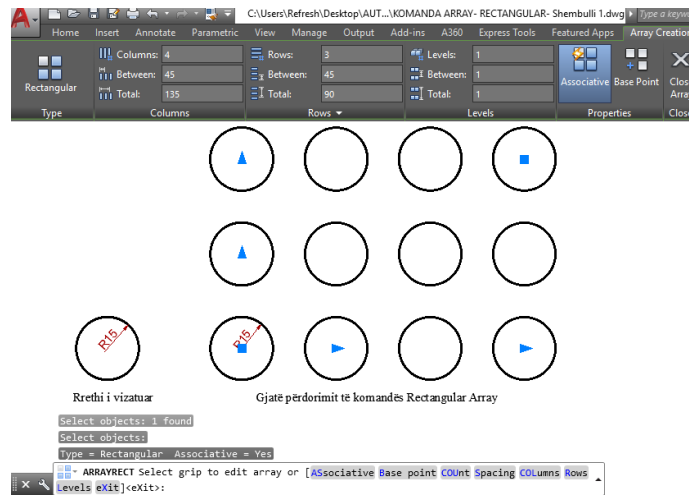 C:\Users\Refresh\Desktop\AUT...\KOMANDA ARRAY- RECTANGULAR- Shembulli 1.dwg Type a keyw
Home Insert Annotate Parametric View Manage Output Add-ins A360 Express Tools Featured Apps Array Creation
Columns: 4 Rows: 3 Levels: 1
Between: 45 Between: 45 Between: 1
Total: 135 Total: 90 Total: 1
Rectangular
Associative Base Point Clos
Arra
Type Columns Rows Levels Properties Close
R15 R15
Rrethi i vizatuar Gjatë përdorimit të komandës Rectangular Array
Select objects: 1 found
Select objects:
Type = Rectangular Associative = Yes
ARRAYRECT Select grip to edit array or [ASsociative Base point COUnt Spacing COLumns Rows
Levels eXit]<eXit>: